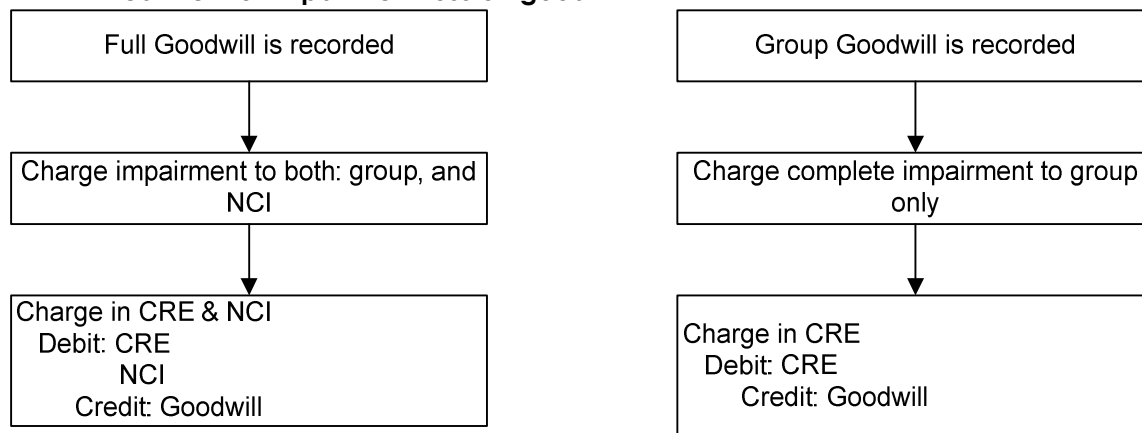 Full Goodwill is recorded
Charge impairment to both: group, and
NCI
Charge in CRE & NCI
Debit: CRE
NCI
Credit: Goodwill
Group Goodwill is recorded
Charge complete impairment to group
only
Charge in CRE
Debit: CRE
Credit: Goodwill